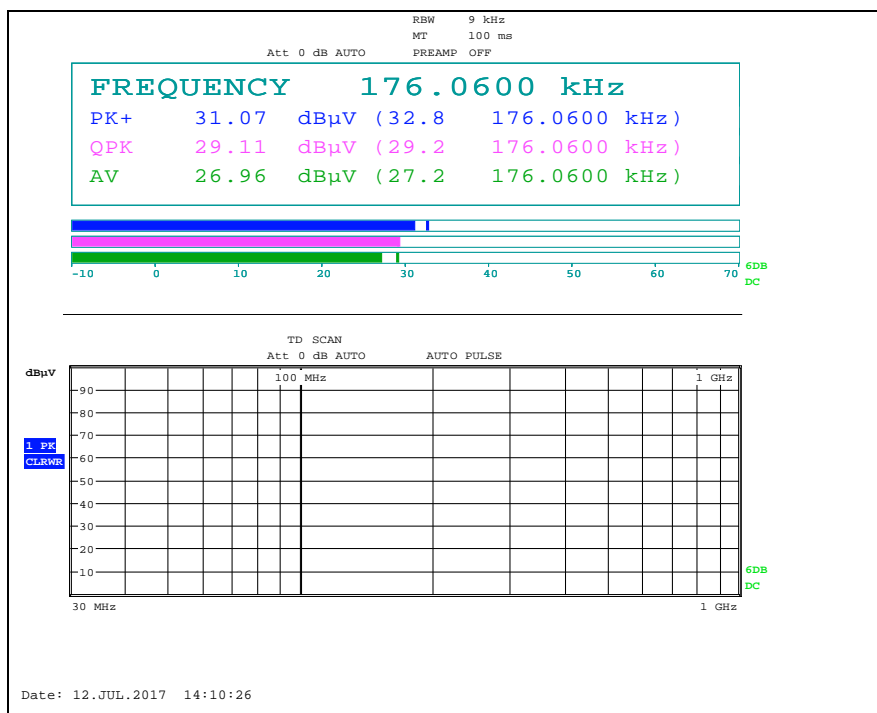 RBW 9 kHz
MT 100 ms
Att 0 dB AUTO PREAMP OFF
FREQUENCY 176.0600 kHz
PK+ 31.07 dBµV (32.8 176.0600 kHz)
QPK 29.11 dBµV (29.2 176.0600 kHz)
AV 26.96 dBµV (27.2 176.0600 kHz)
-10 0 10 20 30 40 50 60 70
6DB
DC
TD SCAN
Att 0 dB AUTO AUTO PULSE
dBµV
100 MHz 1 GHz
90
80
70
1 PK
CLRWR
60
50
40
30
20
10
6DB
DC
30 MHz 1 GHz
Date: 12.JUL.2017 14:10:26